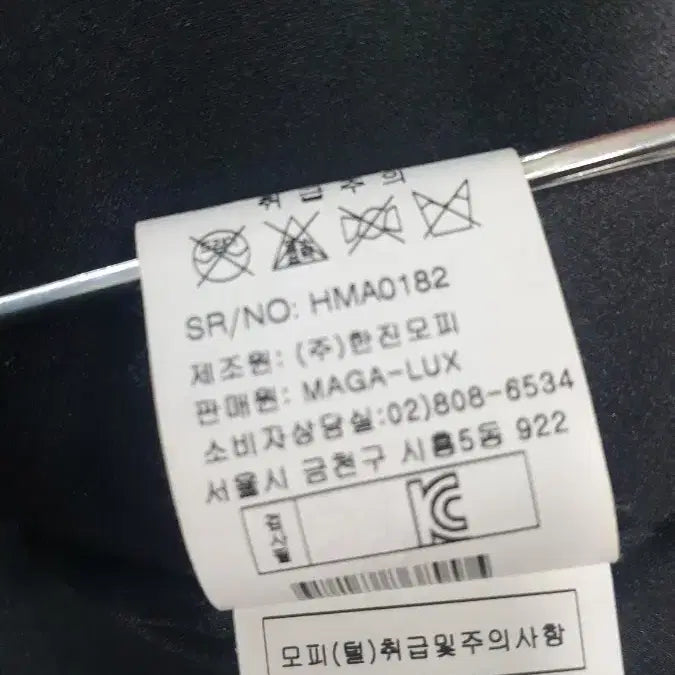 취급주의
SR/NO: HMA0182
제조원: (주)한진모피
판매원: MAGA-LUX
소비자상담실:02)808-6534
서울시 금천구 시흥5동 922
검사필
모피(털)취급및주의사항